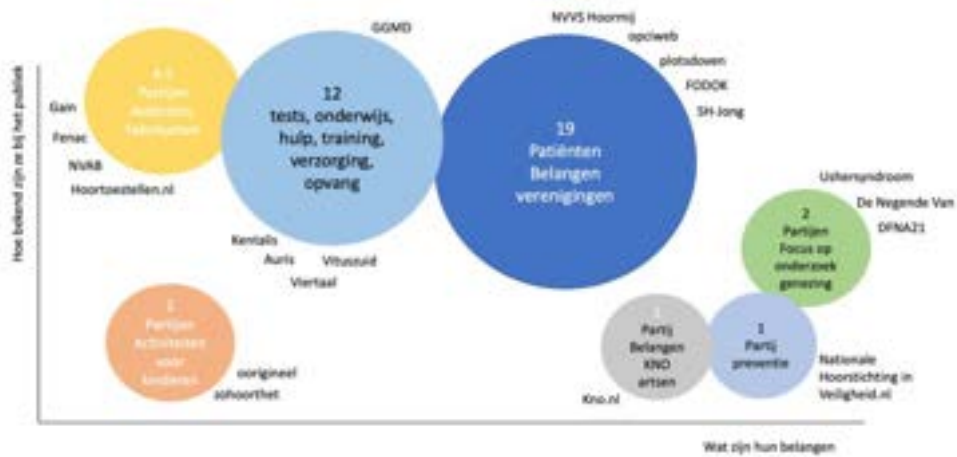 Hoe bekend zijn ze bij het publiek
Partijen
Gain
Fenac
NVAB
Hoortoestellen.nl
GGMD
12
tests, onderwijs,
hulp, training,
verzorging,
opvang
Kentalis
Auris
Vituszuid
Viertaal
NVVS Hoormij
opciweb
plotsdoven
FODOK
SH-Jong
19
Patiënten
Belangen
verenigingen
Ushersyndroom
De Negende Van
DFNA21
2
Partijen
Focus op
onderzoek
genezing
Partijen
Activiteiten
voor
kinderen
oorigineel
zohoorthet
1
Partij
Belangen
KNO
artsen
Kno.nl
1
Partij
preventie
Nationale
Hoorstichting in
Veiligheid.nl
Wat zijn hun belangen